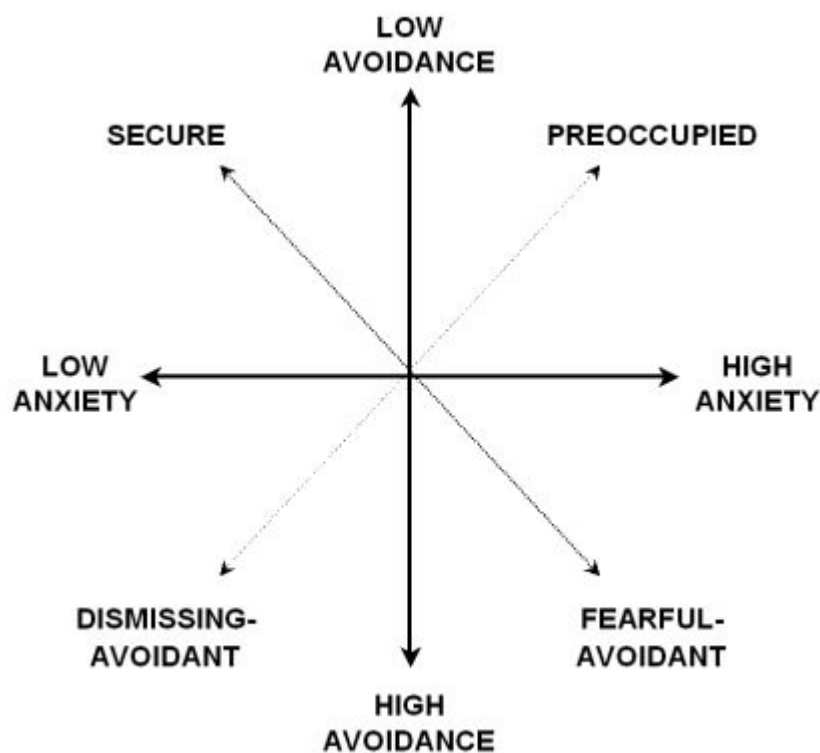 LOW
AVOIDANCE
SECURE
PREOCCUPIED
LOW
ANXIETY
HIGH
ANXIETY
DISMISSING-
AVOIDANT
FEARFUL-
AVOIDANT
HIGH
AVOIDANCE